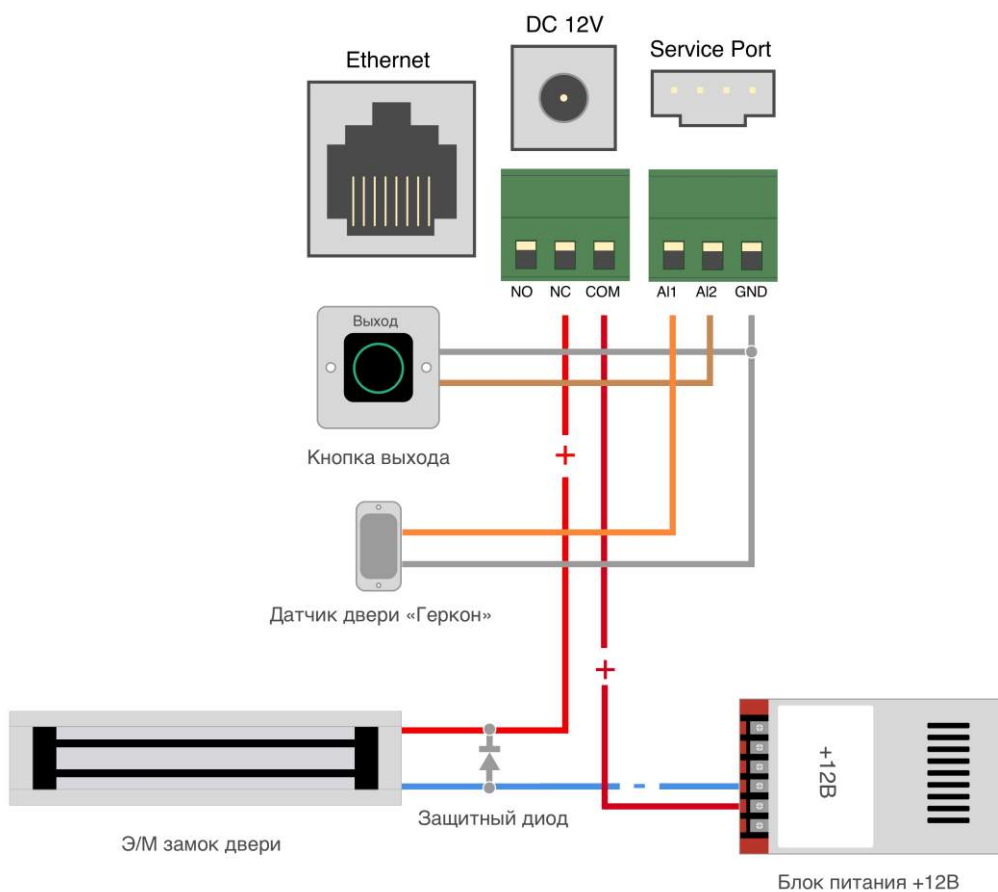 DC 12V
Ethernet
Service Port
NO NC COM AI1 AI2 GND
Выход
Кнопка выхода
+
Датчик двери «Геркон»
+
+12В
Защитный диод
Э/М замок двери
Блок питания +12В